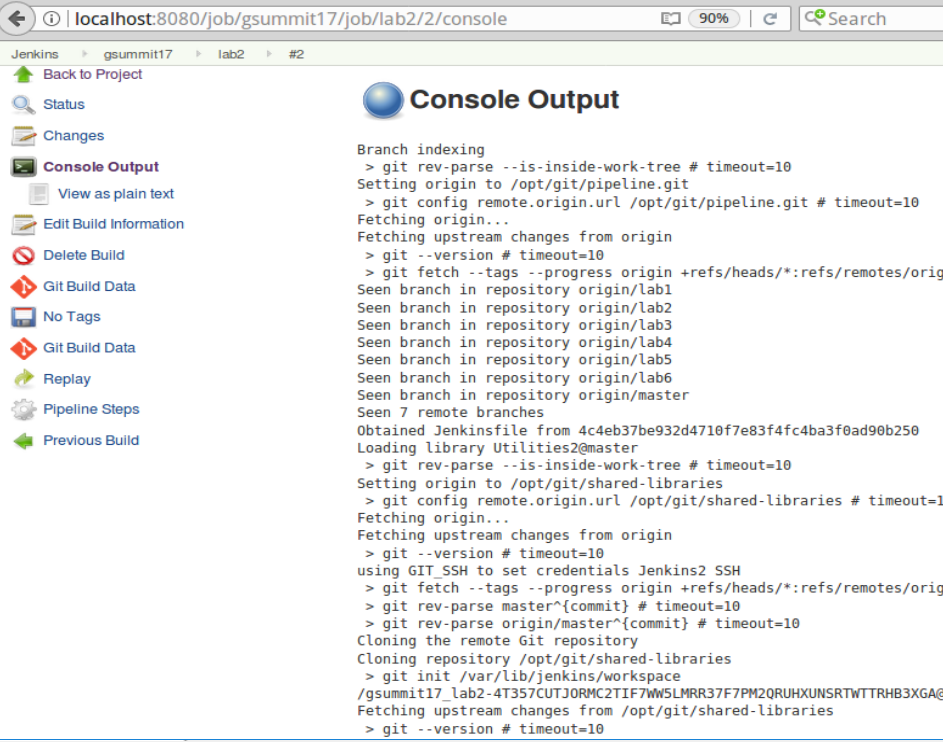 localhost:8080/job/gsummit17/job/lab2/2/console
90%
Search
Jenkins
gsummit17
lab2
#2
Back to Project
Status
Changes
Console Output
View as plain text
Edit Build Information
Delete Build
Git Build Data
No Tags
Git Build Data
Replay
Pipeline Steps
Previous Build
Console Output
Branch indexing
> git rev-parse --is-inside-work-tree # timeout=10
Setting origin to /opt/git/pipeline.git
> git config remote.origin.url /opt/git/pipeline.git # timeout=10
Fetching origin...
Fetching upstream changes from origin
> git --version # timeout=10
> git fetch --tags --progress origin +refs/heads/*:refs/remotes/orig
Seen branch in repository origin/lab1
Seen branch in repository origin/lab2
Seen branch in repository origin/lab3
Seen branch in repository origin/lab4
Seen branch in repository origin/lab5
Seen branch in repository origin/lab6
Seen branch in repository origin/master
Seen 7 remote branches
Obtained Jenkinsfile from 4c4eb37be932d4710f7e83f4fc4ba3f0ad90b250
Loading library Utilities2@master
> git rev-parse --is-inside-work-tree # timeout=10
Setting origin to /opt/git/shared-libraries
> git config remote.origin.url /opt/git/shared-libraries # timeout=1
Fetching origin...
Fetching upstream changes from origin
> git --version # timeout=10
using GIT_SSH to set credentials Jenkins2 SSH
> git fetch --tags --progress origin +refs/heads/*:refs/remotes/orig
> git rev-parse master^{commit} # timeout=10
> git rev-parse origin/master^{commit} # timeout=10
Cloning the remote Git repository
Cloning repository /opt/git/shared-libraries
> git init /var/lib/jenkins/workspace
/gsummit17_lab2-4T357CUTJORMC2TIF7WW5LMRR37F7PM2QRUHXUNSRTWTTRHB3XGA@
Fetching upstream changes from /opt/git/shared-libraries
> git --version # timeout=10